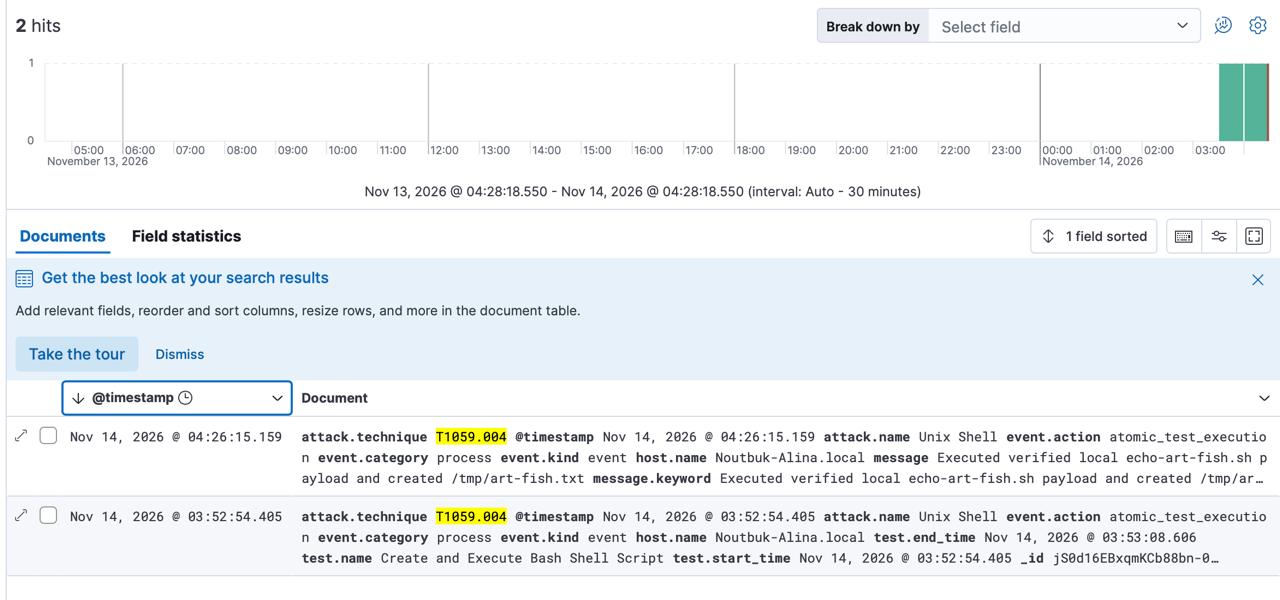 2 hits
Break down by Select field
1
0
05:00 06:00 07:00 08:00 09:00 10:00 11:00 12:00 13:00 14:00 15:00 16:00 17:00 18:00 19:00 20:00 21:00 22:00 23:00 00:00 01:00 02:00 03:00
November 13, 2026 November 14, 2026
Nov 13, 2026 @ 04:28:18.550 - Nov 14, 2026 @ 04:28:18.550 (interval: Auto - 30 minutes)
Documents Field statistics 1 field sorted
Get the best look at your search results
Add relevant fields, reorder and sort columns, resize rows, and more in the document table.
Take the tour Dismiss
@timestamp Document
Nov 14, 2026 @ 04:26:15.159 attack.technique T1059.004 @timestamp Nov 14, 2026 @ 04:26:15.159 attack.name Unix Shell event.action atomic_test_executio
n event.category process event.kind event host.name Noutbuk-Alina.local message Executed verified local echo-art-fish.sh p
ayload and created /tmp/art-fish.txt message.keyword Executed verified local echo-art-fish.sh payload and created /tmp/ar…
Nov 14, 2026 @ 03:52:54.405 attack.technique T1059.004 @timestamp Nov 14, 2026 @ 03:52:54.405 attack.name Unix Shell event.action atomic_test_executio
n event.category process event.kind event host.name Noutbuk-Alina.local test.end_time Nov 14, 2026 @ 03:53:08.606
test.name Create and Execute Bash Shell Script test.start_time Nov 14, 2026 @ 03:52:54.405 _id jS0d16EBxqmKCb88bn-0…